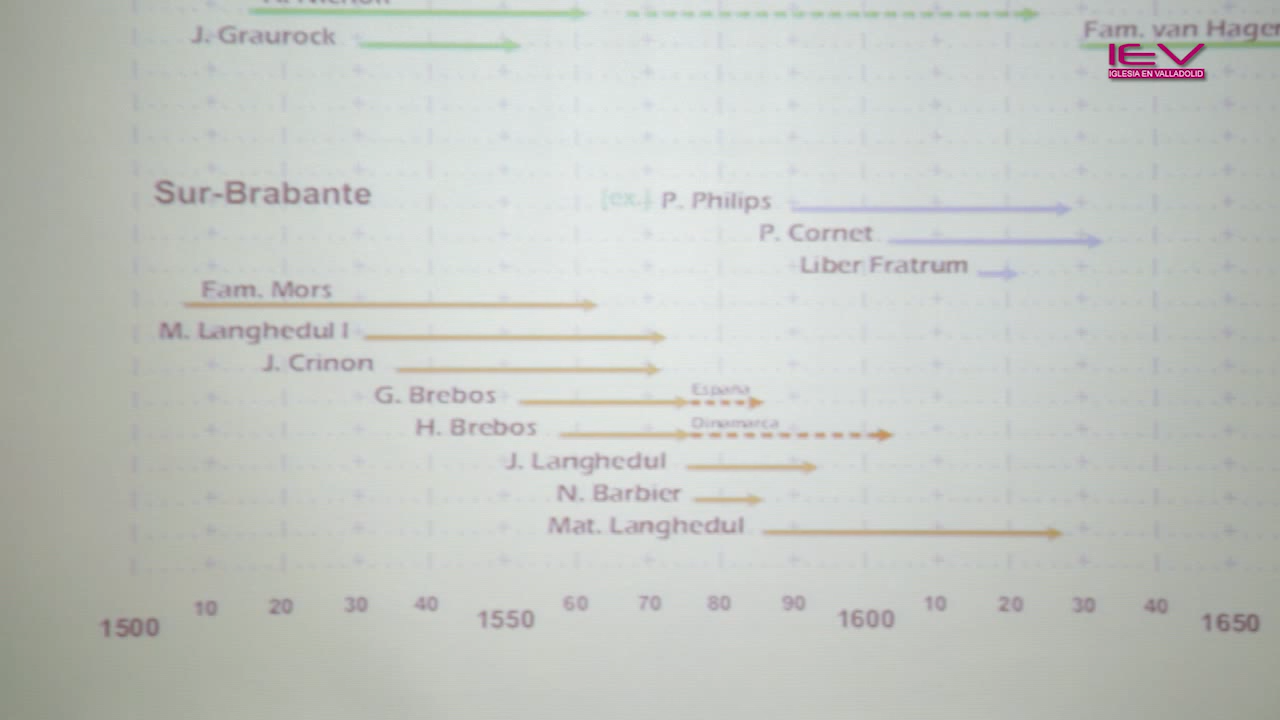 J. Graurock
Fam. van Hagen
IEV
IGLESIA EN VALLADOLID
Sur-Brabante
[ex.] P. Philips
P. Cornet
Liber Fratrum
Fam. Mors
M. Langhedul I
J. Crinon
G. Brebos España
H. Brebos Dinamarca
J. Langhedul
N. Barbier
Mat. Langhedul
1500 10 20 30 40 1550 60 70 80 90 1600 10 20 30 40 1650